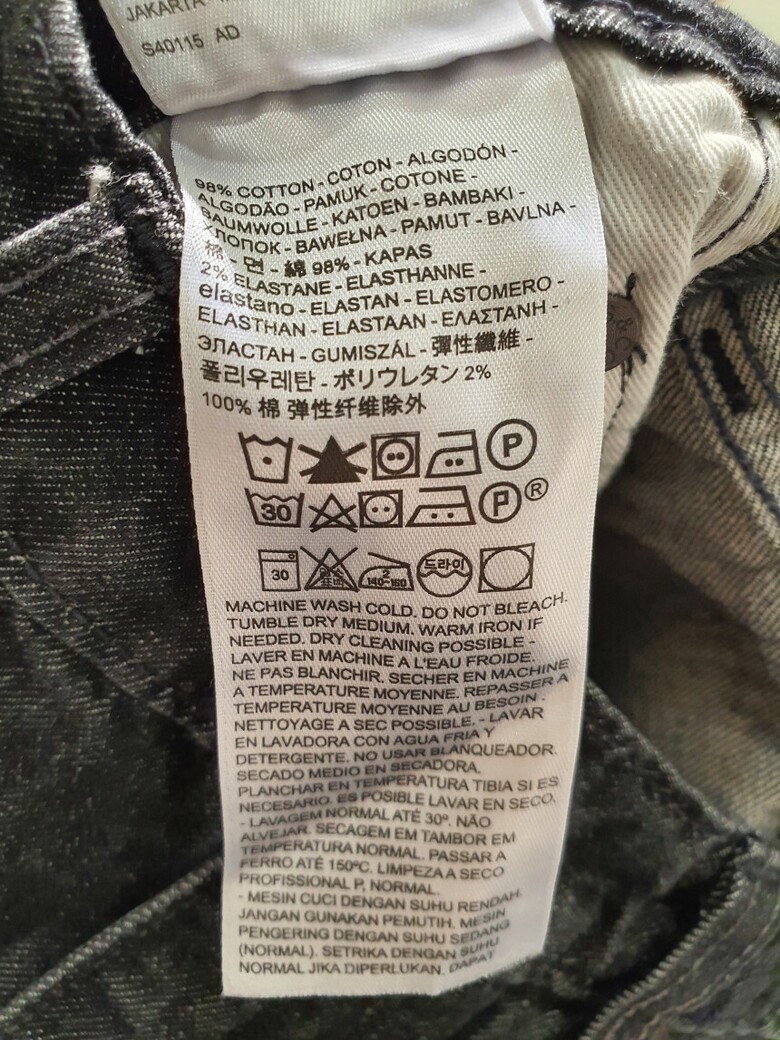 JAKARTA
S40115 AD
98% COTTON - COTON - ALGODÓN -
ALGODÃO - PAMUK - COTONE -
BAUMWOLLE - KATOEN - BAMBAKI -
ХЛОПОК - BAWEŁNA - PAMUT - BAVLNA -
棉 - 면 - 綿 98% - KAPAS
2% ELASTANE - ELASTHANNE -
elastano - ELASTAN - ELASTOMERO -
ELASTHAN - ELASTAAN - ΕΛΑΣΤΑΝΗ -
ЭЛАСТАН - GUMISZÁL - 彈性纖維 -
폴리우레탄 - ポリウレタン 2%
100% 棉 弹性纤维除外
P
30 P ®
30 2 140~160 드라이
MACHINE WASH COLD. DO NOT BLEACH.
TUMBLE DRY MEDIUM. WARM IRON IF
NEEDED. DRY CLEANING POSSIBLE -
LAVER EN MACHINE A L'EAU FROIDE.
NE PAS BLANCHIR. SECHER EN MACHINE
A TEMPERATURE MOYENNE. REPASSER A
TEMPERATURE MOYENNE AU BESOIN -
NETTOYAGE A SEC POSSIBLE. - LAVAR
EN LAVADORA CON AGUA FRIA Y
DETERGENTE. NO USAR BLANQUEADOR.
SECADO MEDIO EN SECADORA.
PLANCHAR EN TEMPERATURA TIBIA SI ES
NECESARIO. ES POSIBLE LAVAR EN SECO.
- LAVAGEM NORMAL ATÉ 30º. NÃO
ALVEJAR. SECAGEM EM TAMBOR EM
TEMPERATURA NORMAL. PASSAR A
FERRO ATÉ 150ºC. LIMPEZA A SECO
PROFISSIONAL P, NORMAL.
- MESIN CUCI DENGAN SUHU RENDAH.
JANGAN GUNAKAN PEMUTIH. MESIN
PENGERING DENGAN SUHU SEDANG
(NORMAL). SETRIKA DENGAN SUHU
NORMAL JIKA DIPERLUKAN. DAPAT